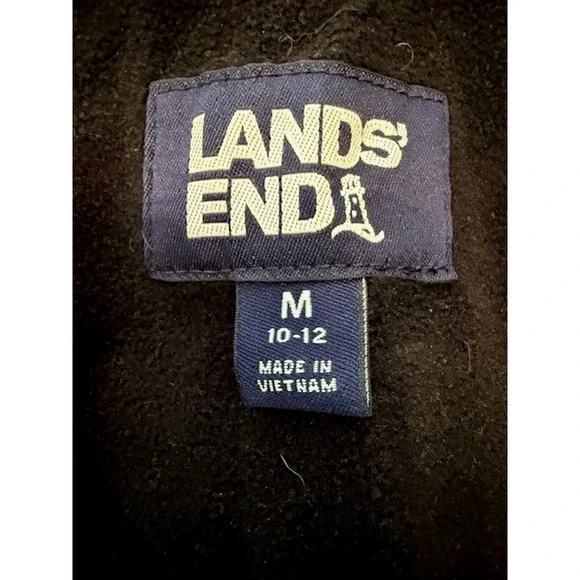 LANDS'
END
M
10-12
MADE IN
VIETNAM